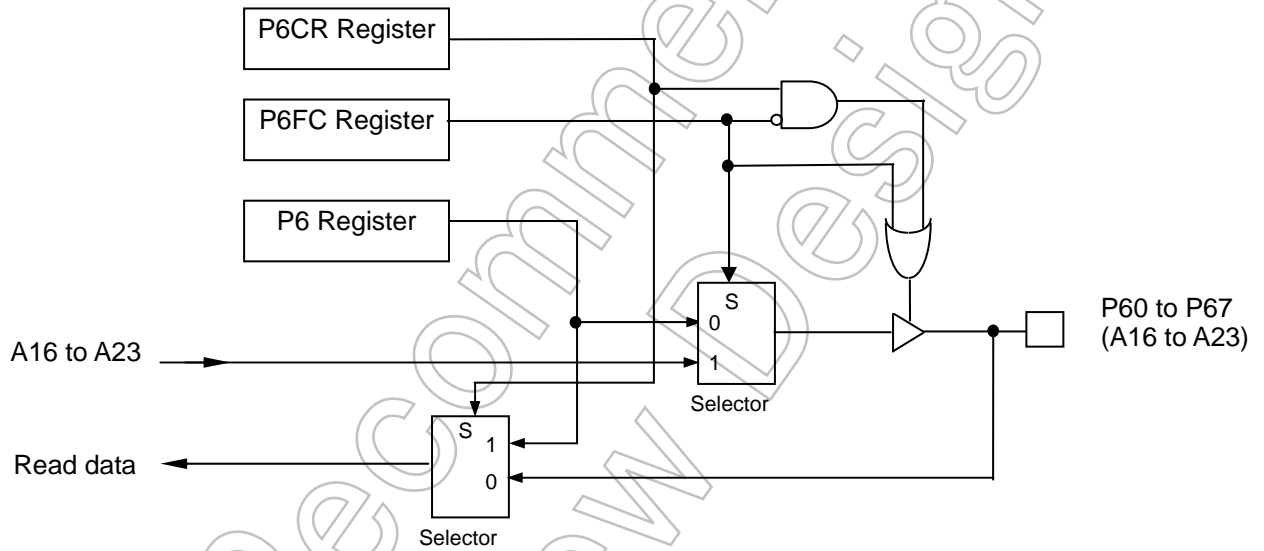 P6CR Register
P6FC Register
P6 Register
S
0
1
Selector
P60 to P67
(A16 to A23)
A16 to A23
S
1
0
Selector
Read data